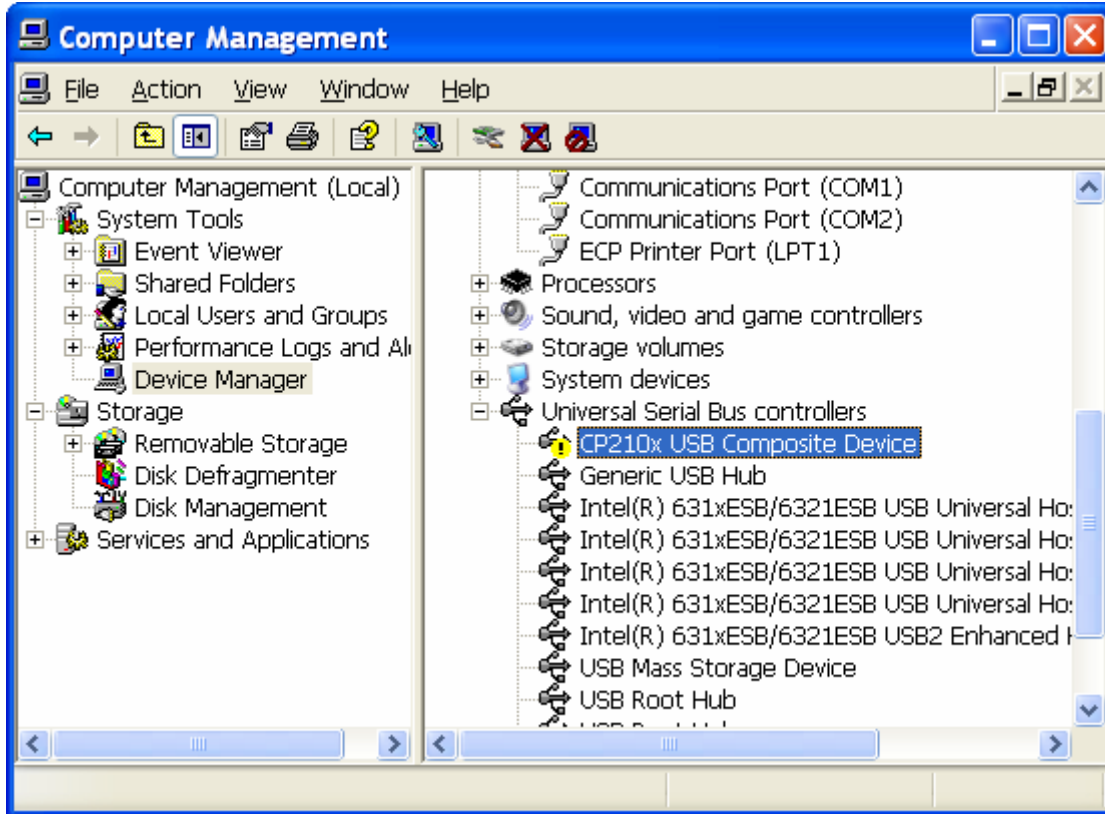 Computer Management
File Action View Window Help
Computer Management (Local)
System Tools
Event Viewer
Shared Folders
Local Users and Groups
Performance Logs and
Device Manager
Storage
Removable Storage
Disk Defragmenter
Disk Management
Services and Applications
Communications Port (COM1)
Communications Port (COM2)
ECP Printer Port (LPT1)
Processors
Sound, video and game controllers
Storage volumes
System devices
Universal Serial Bus controllers
CP210x USB Composite Device
Generic USB Hub
Intel(R) 631xESB/6321ESB USB Universal
Intel(R) 631xESB/6321ESB USB Universal
Intel(R) 631xESB/6321ESB USB Universal
Intel(R) 631xESB/6321ESB USB Universal
Intel(R) 631xESB/6321ESB USB2 Enhanced
USB Mass Storage Device
USB Root Hub